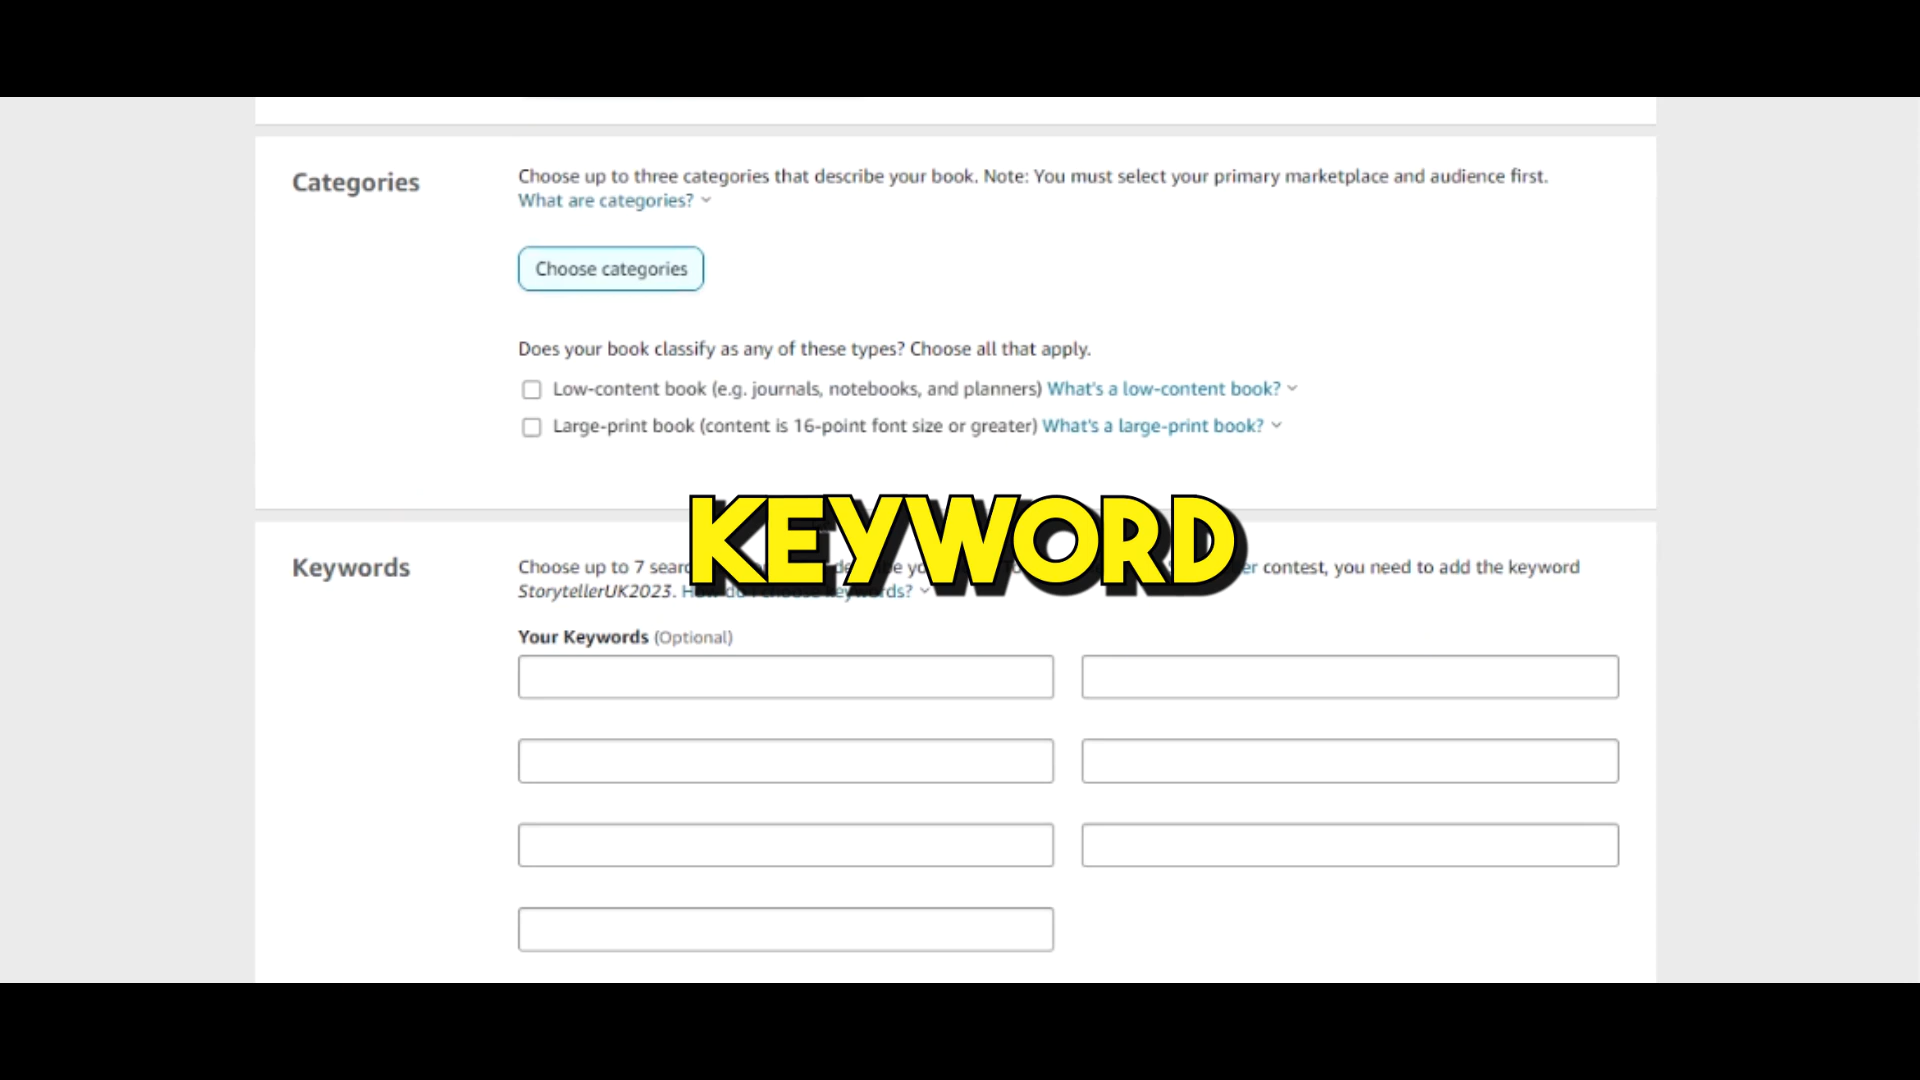 Categories
Choose up to three categories that describe your book. Note: You must select your primary marketplace and audience first.
What are categories?
Choose categories
Does your book classify as any of these types? Choose all that apply.
Low-content book (e.g. journals, notebooks, and planners) What's a low-content book?
Large-print book (content is 16-point font size or greater) What's a large-print book?
KEYWORD
Keywords
Choose up to 7 contest, you need to add the keyword
StorytellerUK2023. How do I choose keywords?
Your Keywords (Optional)